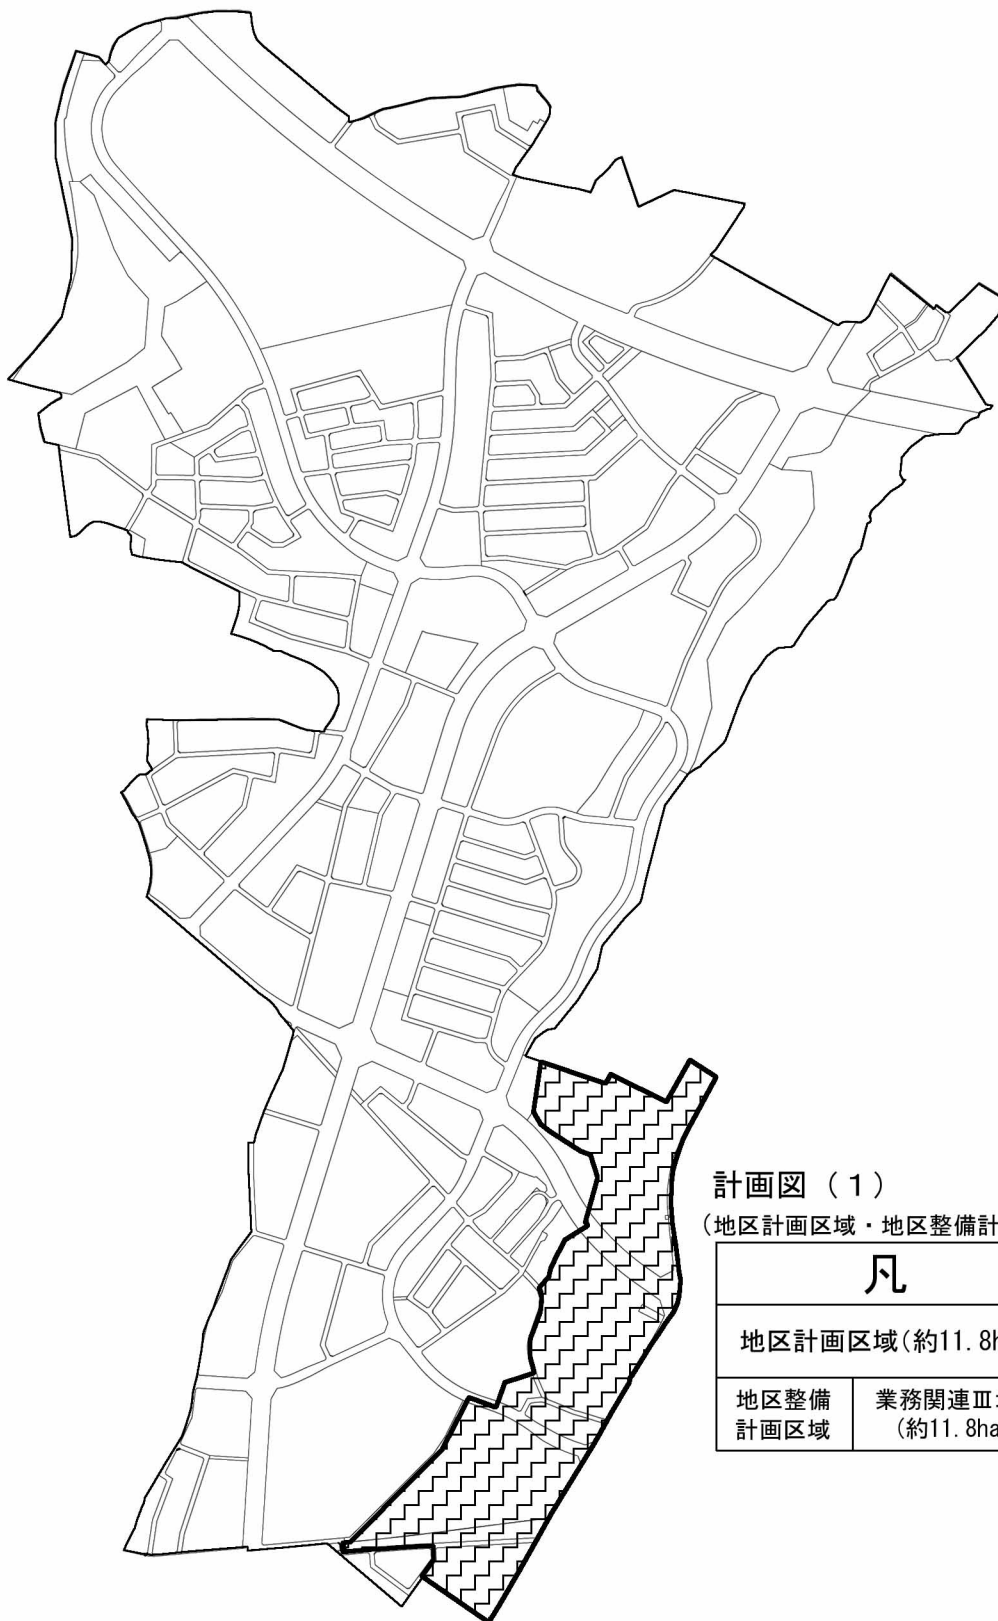 計画図（１）
（地区計画区域・地区整備計
凡
地区計画区域(約11.8h
地区整備
計画区域
業務関連Ⅲ
(約11.8ha